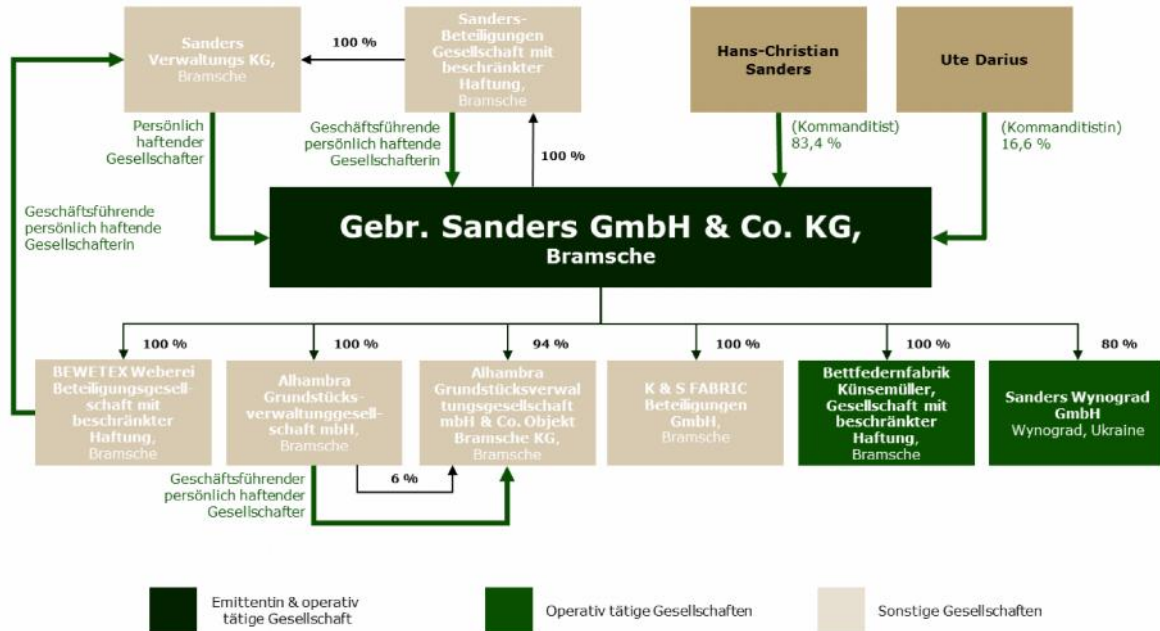 Sanders
Verwaltungs KG,
Bramsche
100 %
Sanders-
Beteiligungen
Gesellschaft mit
beschränkter
Haftung,
Bramsche
Hans-Christian
Sanders
Ute Darius
Persönlich
haftender
Gesellschafter
Geschäftsführende
persönlich haftende
Gesellschafterin
100 %
(Kommanditist)
83,4 %
(Kommanditistin)
16,6 %
Geschäftsführende
persönlich haftende
Gesellschafterin
Gebr. Sanders GmbH & Co. KG,
Bramsche
100 %
100 %
94 %
100 %
100 %
80 %
BEWETEX Weberei
Beteiligungsgesell-
schaft mit
beschränkter
Haftung,
Bramsche
Alhambra
Grundstücks-
verwaltunggesell-
schaft mbH,
Bramsche
Alhambra
Grundstücksverwal
tungsgesellschaft
mbH & Co. Objekt
Bramsche KG,
Bramsche
K & S FABRIC
Beteiligungen
GmbH,
Bramsche
Bettfedernfabrik
Künsemüller,
Gesellschaft mit
beschränkter
Haftung,
Bramsche
Sanders Wynograd
GmbH
Wynograd, Ukraine
6 %
Geschäftsführender
persönlich haftender
Gesellschafter
Emittentin & operativ
tätige Gesellschaft
Operativ tätige Gesellschaften
Sonstige Gesellschaften